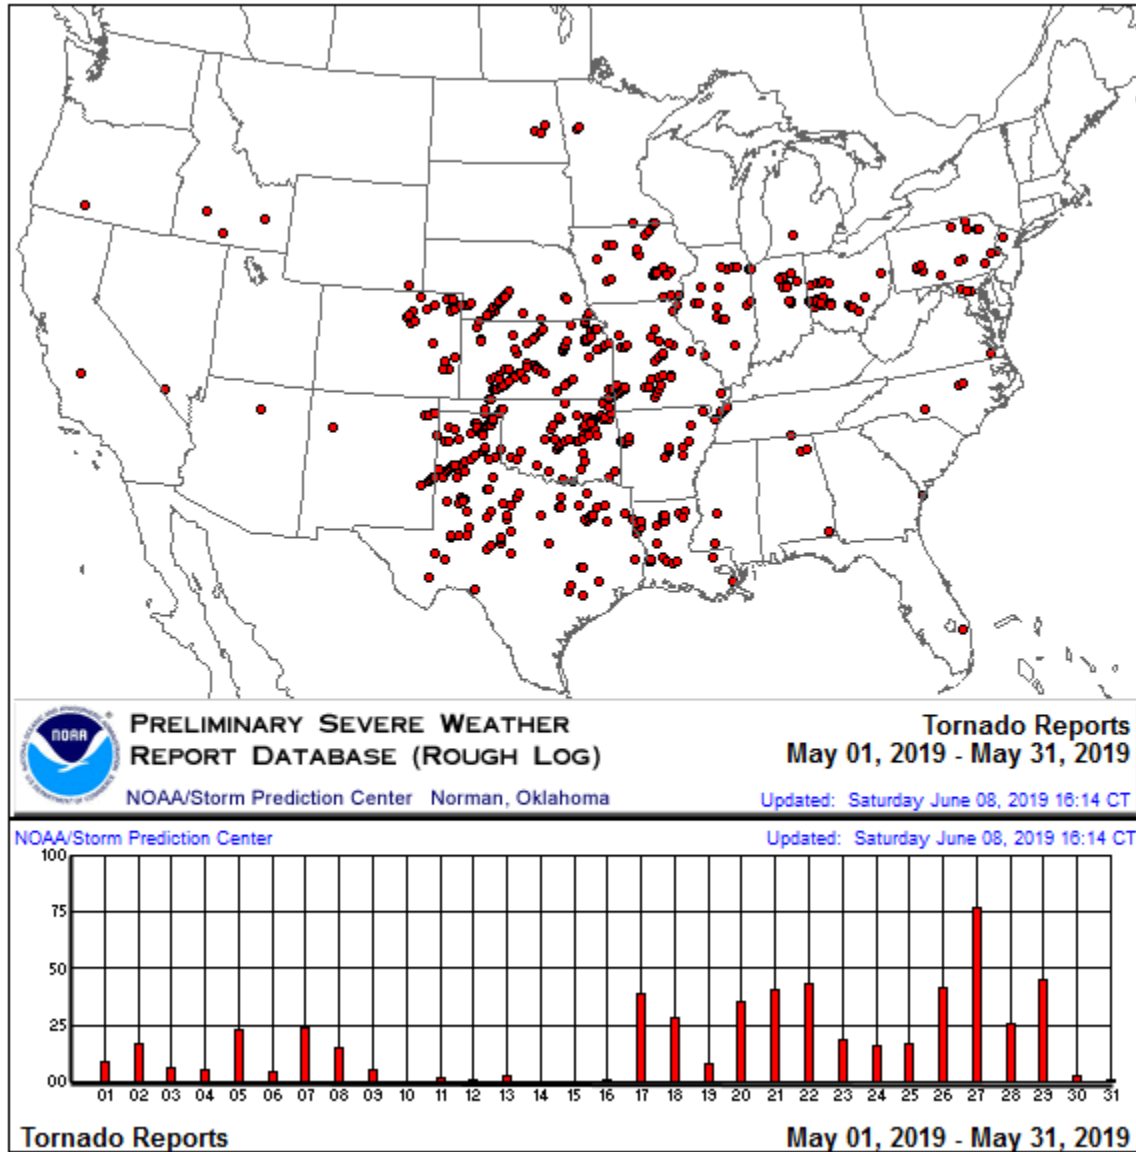 NOAA
PRELIMINARY SEVERE WEATHER
REPORT DATABASE (ROUGH LOG)
NOAA/Storm Prediction Center Norman, Oklahoma
Tornado Reports
May 01, 2019 - May 31, 2019
Updated: Saturday June 08, 2019 16:14 CT
NOAA/Storm Prediction Center
Updated: Saturday June 08, 2019 16:14 CT
100
75
50
25
00
01 02 03 04 05 06 07 08 09 10 11 12 13 14 15 16 17 18 19 20 21 22 23 24 25 26 27 28 29 30 31
Tornado Reports
May 01, 2019 - May 31, 2019